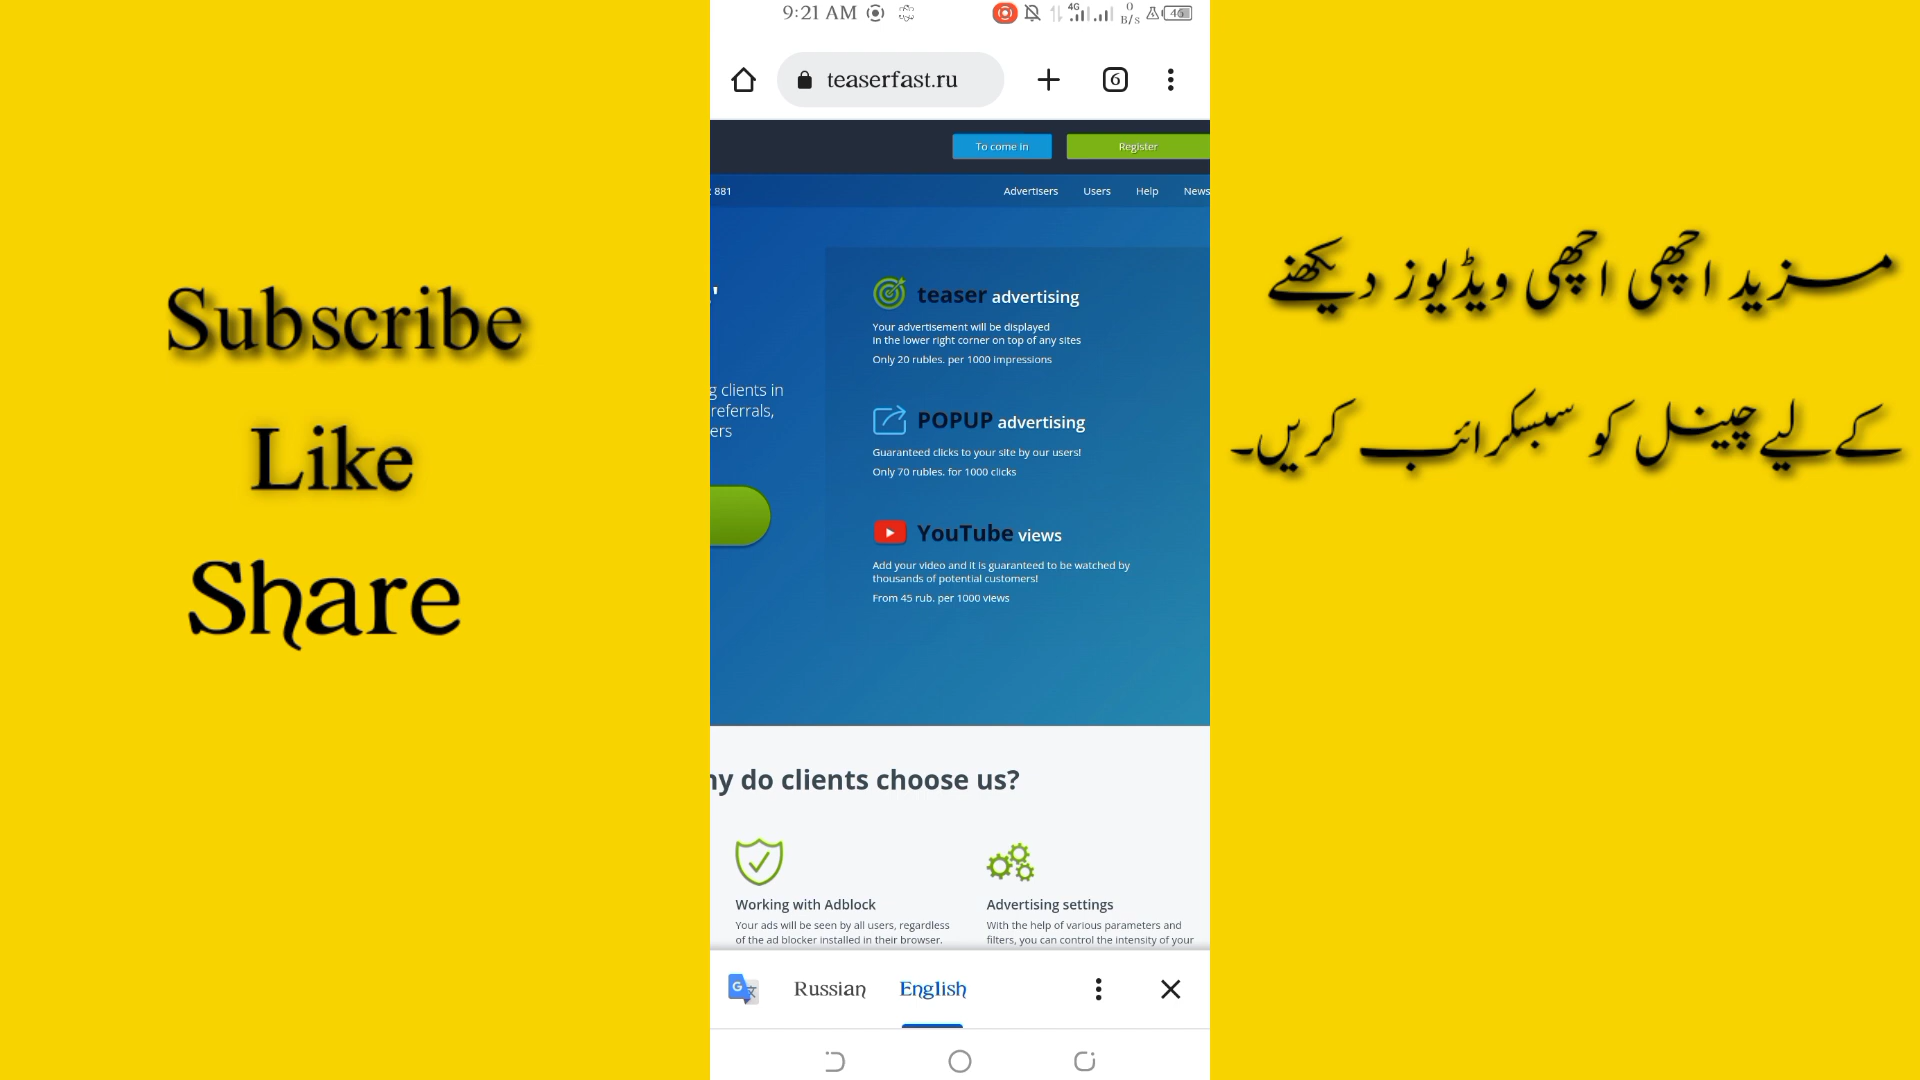 Subscribe
Like
Share
9:21 AM
4G
0
B/s
teaserfast.ru
6
To come in
Register
881
Advertisers Users Help News
teaser advertising
Your advertisement will be displayed
in the lower right corner on top of any sites
Only 20 rubles. per 1000 impressions
g clients in
referrals,
ers
POPUP advertising
Guaranteed clicks to your site by our users!
Only 70 rubles. for 1000 clicks
YouTube views
Add your video and it is guaranteed to be watched by
thousands of potential customers!
From 45 rub. per 1000 views
hy do clients choose us?
Working with Adblock
Your ads will be seen by all users, regardless
of the ad blocker installed in their browser.
Advertising settings
With the help of various parameters and
filters, you can control the intensity of your
Russian English
مزید اچھی اچھی ویڈیوز دیکھنے
کے لیے چینل کو سبسکرائب کریں۔